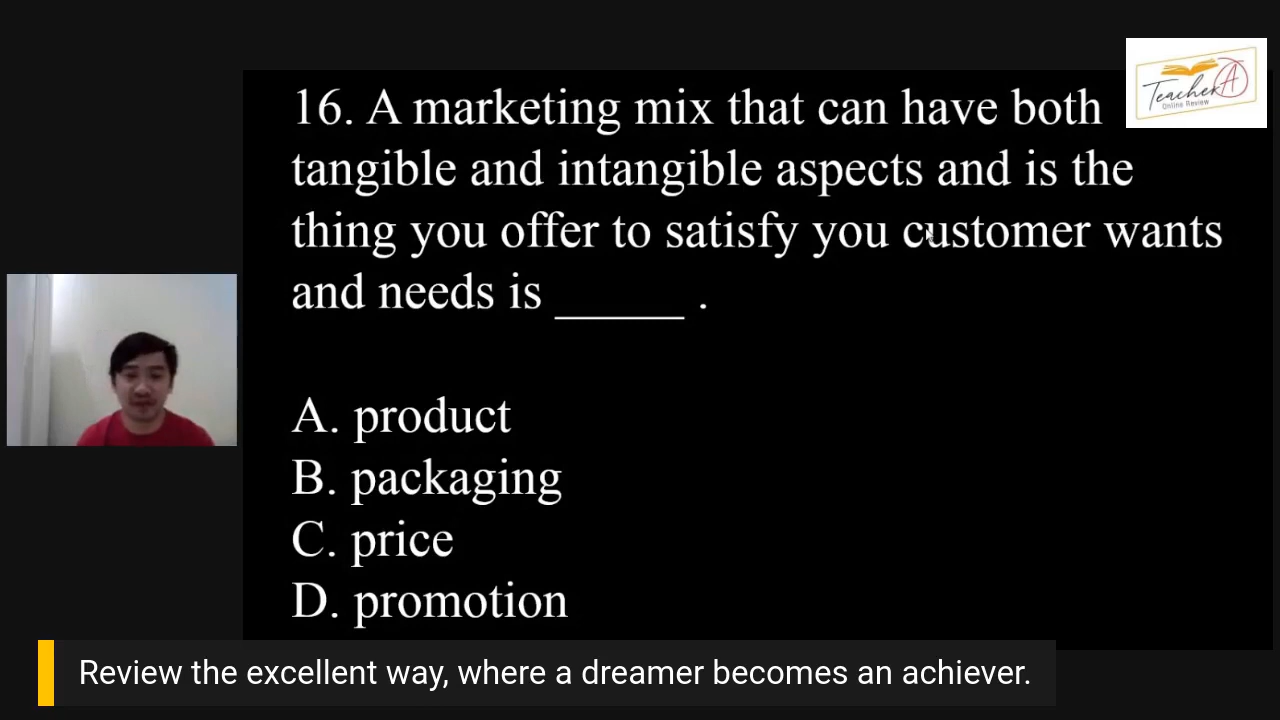 16. A marketing mix that can have both
tangible and intangible aspects and is the
thing you offer to satisfy you customer wants
and needs is ______ .
A. product
B. packaging
C. price
D. promotion
TeacherA
Online Review
Review the excellent way, where a dreamer becomes an achiever.